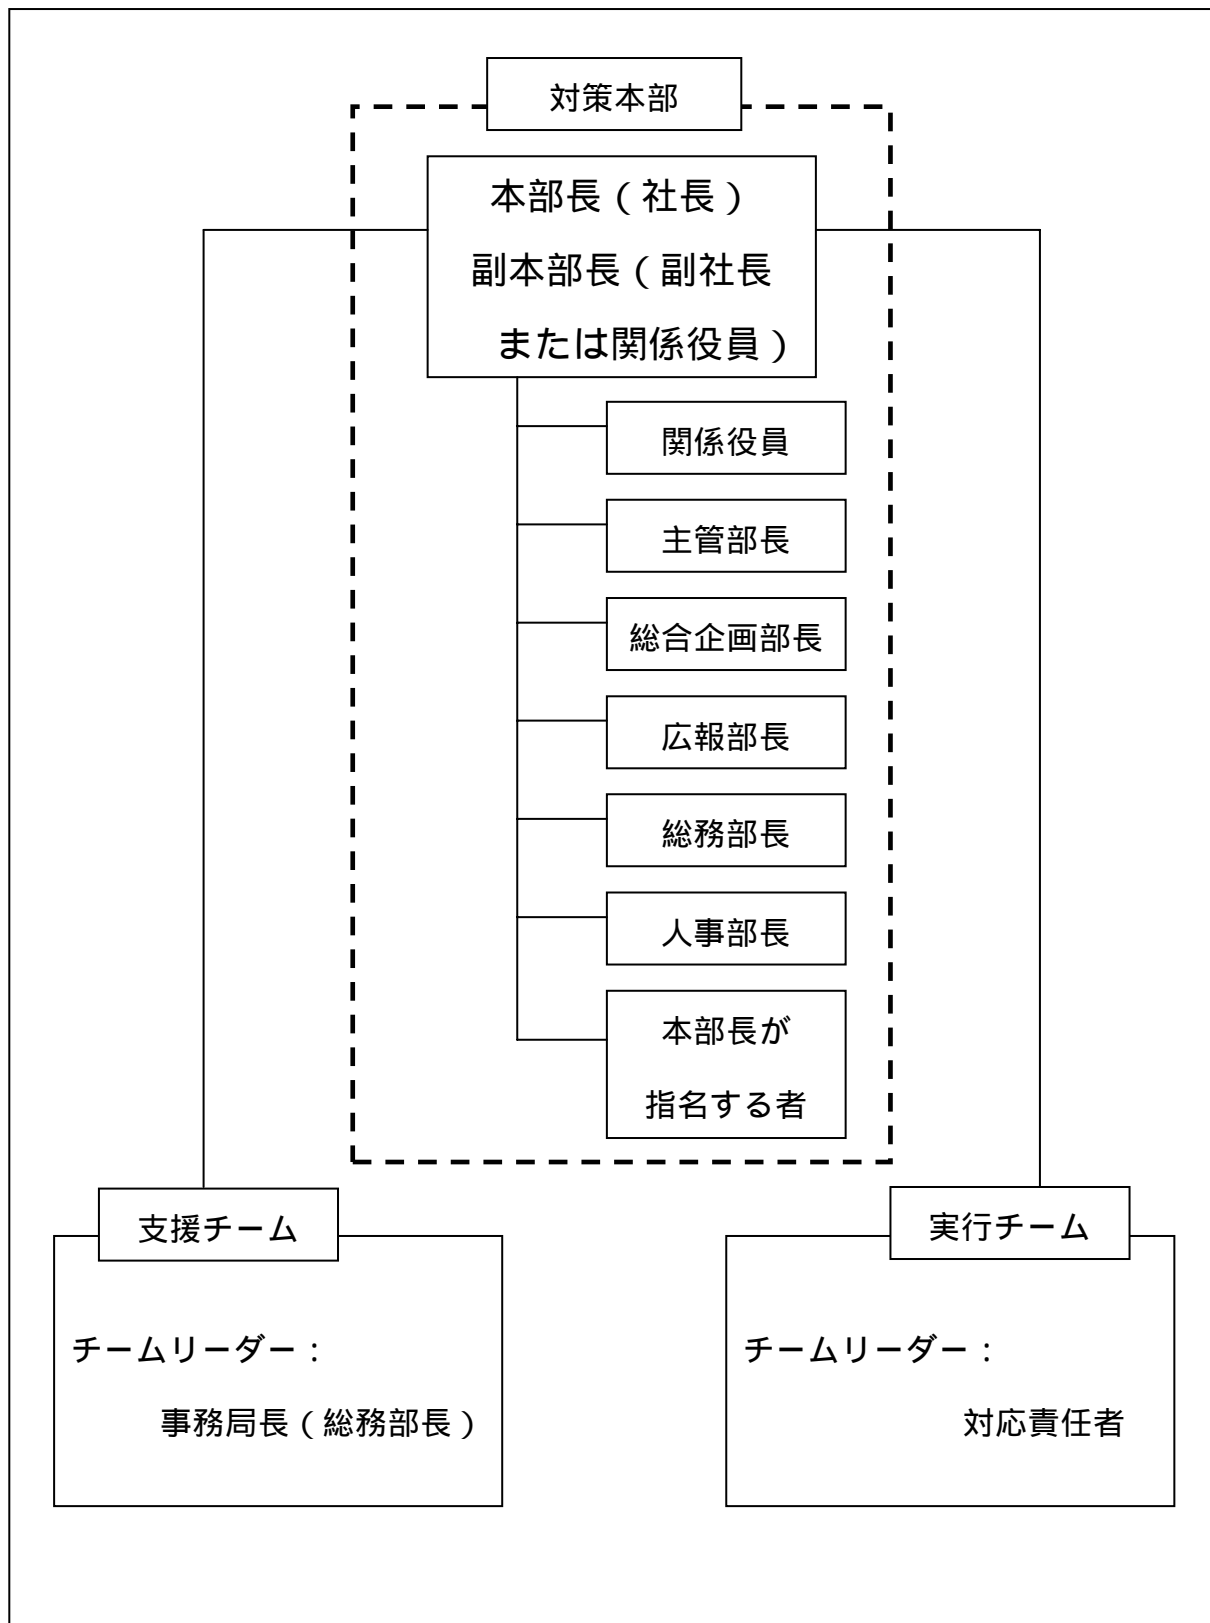 対策本部
本部長（社長）
副本部長（副社長
または関係役員）
関係役員
主管部長
総合企画部長
広報部長
総務部長
人事部長
本部長が
指名する者
支援チーム
チームリーダー：
事務局長（総務部長）
実行チーム
チームリーダー：
対応責任者